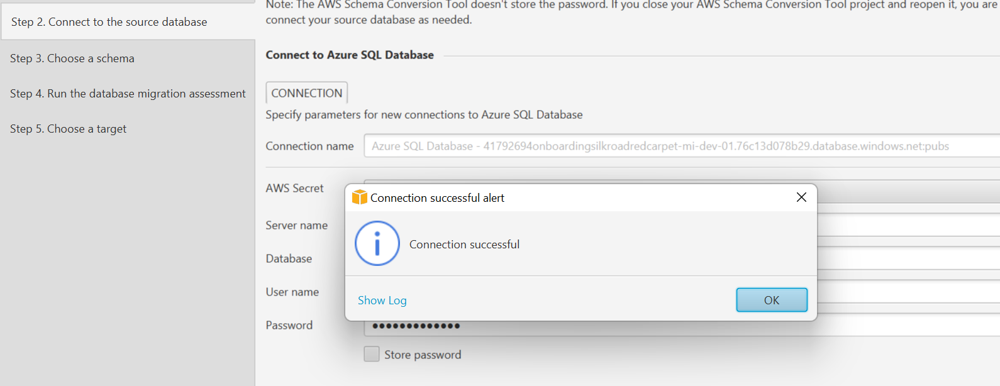 Note: The AWS Schema Conversion Tool doesn't store the password. If you close your AWS Schema Conversion Tool project and reopen it, you are
connect your source database as needed.
Step 2. Connect to the source database
Step 3. Choose a schema
Step 4. Run the database migration assessment
Step 5. Choose a target
Connect to Azure SQL Database
CONNECTION
Specify parameters for new connections to Azure SQL Database
Connection name
Azure SQL Database - 41792694onboardingsilkroadredcarpet-mi-dev-01.76c13d078b29.database.windows.net:pubs
AWS Secret
Server name
Database
User name
Password
•••••••••••••
Store password
Connection successful alert
Connection successful
Show Log
OK